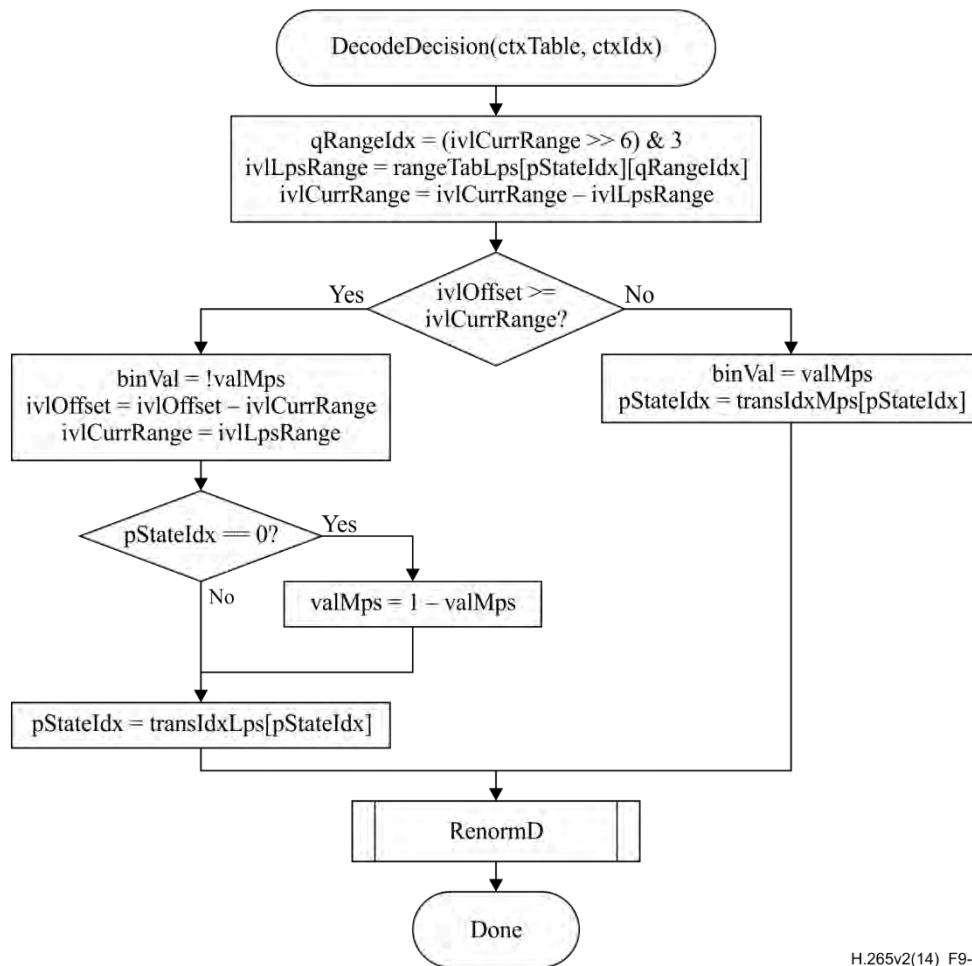 DecodeDecision(ctxTable, ctxIdx)
qRangeIdx = (ivlCurrRange >> 6) & 3
ivlLpsRange = rangeTabLps[pStateIdx][qRangeIdx]
ivlCurrRange = ivlCurrRange – ivlLpsRange
ivlOffset >=
ivlCurrRange?
Yes
No
binVal = !valMps
ivlOffset = ivlOffset – ivlCurrRange
ivlCurrRange = ivlLpsRange
binVal = valMps
pStateIdx = transIdxMps[pStateIdx]
pStateIdx == 0?
Yes
No
valMps = 1 – valMps
pStateIdx = transIdxLps[pStateIdx]
RenormD
Done
H.265v2(14)_F9-